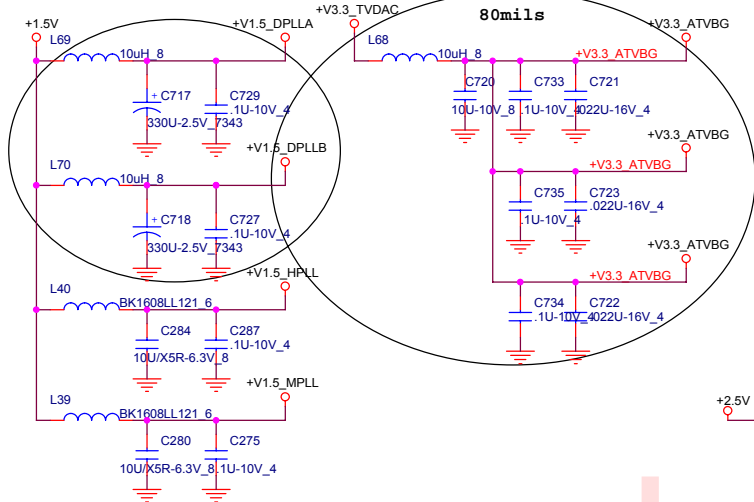 +1.5V
+V1.5_DPLLA
L69
10uH_8
+ C717
330U-2.5V_7343
C729
.1U-10V_4
+V1.5_DPLLB
L70
10uH_8
+ C718
330U-2.5V_7343
C727
.1U-10V_4
+V1.5_HPLL
L40
BK1608LL121_6
C284
10U/X5R-6.3V_8
C287
.1U-10V_4
+V1.5_MPLL
L39
BK1608LL121_6
C280
10U/X5R-6.3V_8
C275
.1U-10V_4
+V3.3_TVDAC
80mils
L68
10uH_8
+V3.3_ATVBG
+V3.3_ATVBG
C720
10U-10V_8
C733
.1U-10V_4
C721
.022U-16V_4
+V3.3_ATVBG
+V3.3_ATVBG
C735
.1U-10V_4
C723
.022U-16V_4
+V3.3_ATVBG
+V3.3_ATVBG
C734
.1U-10V_4
C722
.022U-16V_4
+2.5V